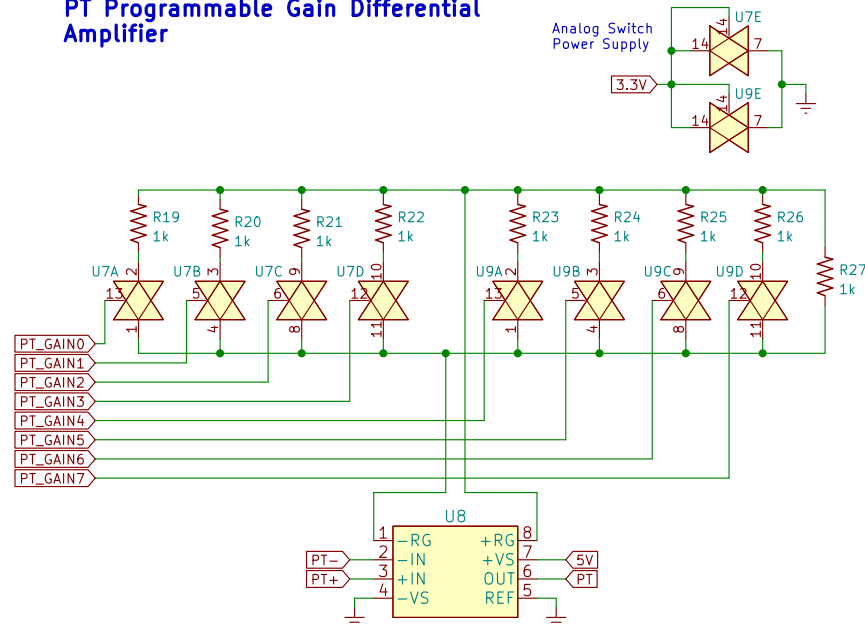 PT Programmable Gain Differential
Amplifier
Analog Switch
Power Supply
U7E
14
14
7
3.3V
U9E
14
14
7
R19
1k
R20
1k
R21
1k
R22
1k
R23
1k
R24
1k
R25
1k
R26
1k
R27
1k
U7A
2
13
1
U7B
3
5
4
U7C
9
6
8
U7D
10
12
11
U9A
2
13
1
U9B
3
5
4
U9C
9
6
8
U9D
10
12
11
PT_GAIN0
PT_GAIN1
PT_GAIN2
PT_GAIN3
PT_GAIN4
PT_GAIN5
PT_GAIN6
PT_GAIN7
U8
1 -RG +RG 8
PT- 2 -IN +VS 7 5V
PT+ 3 +IN OUT 6 PT
4 -VS REF 5